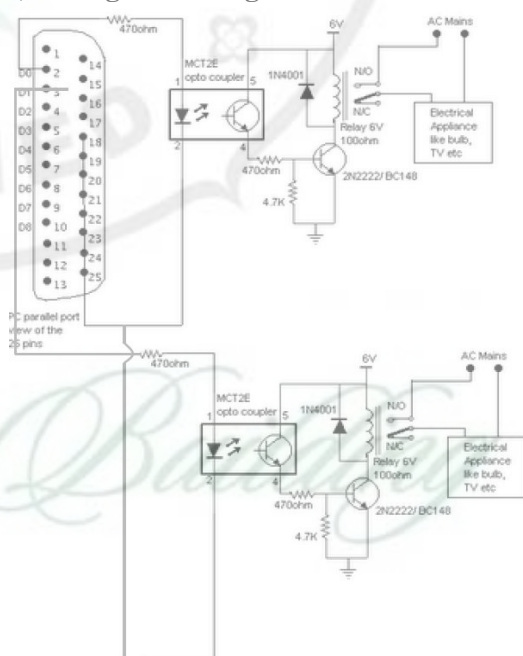 470ohm
6V
AC Mains
MCT2E
opto coupler
1N4001
N/O
N/C
1
5
2
4
Relay 6V
100ohm
Electrical
Appliance
like bulb,
TV etc
470ohm
2N2222/ BC148
4.7K
D0
D1
D2
D3
D4
D5
D6
D7
D8
1
2
3
4
5
6
7
8
9
10
11
12
13
14
15
16
17
18
19
20
21
22
23
24
25
PC parallel port
view of the
25 pins
470ohm
6V
AC Mains
MCT2E
opto coupler
1N4001
N/O
N/C
1
5
2
4
Relay 6V
100ohm
Electrical
Appliance
like bulb,
TV etc
470ohm
2N2222/ BC148
4.7K